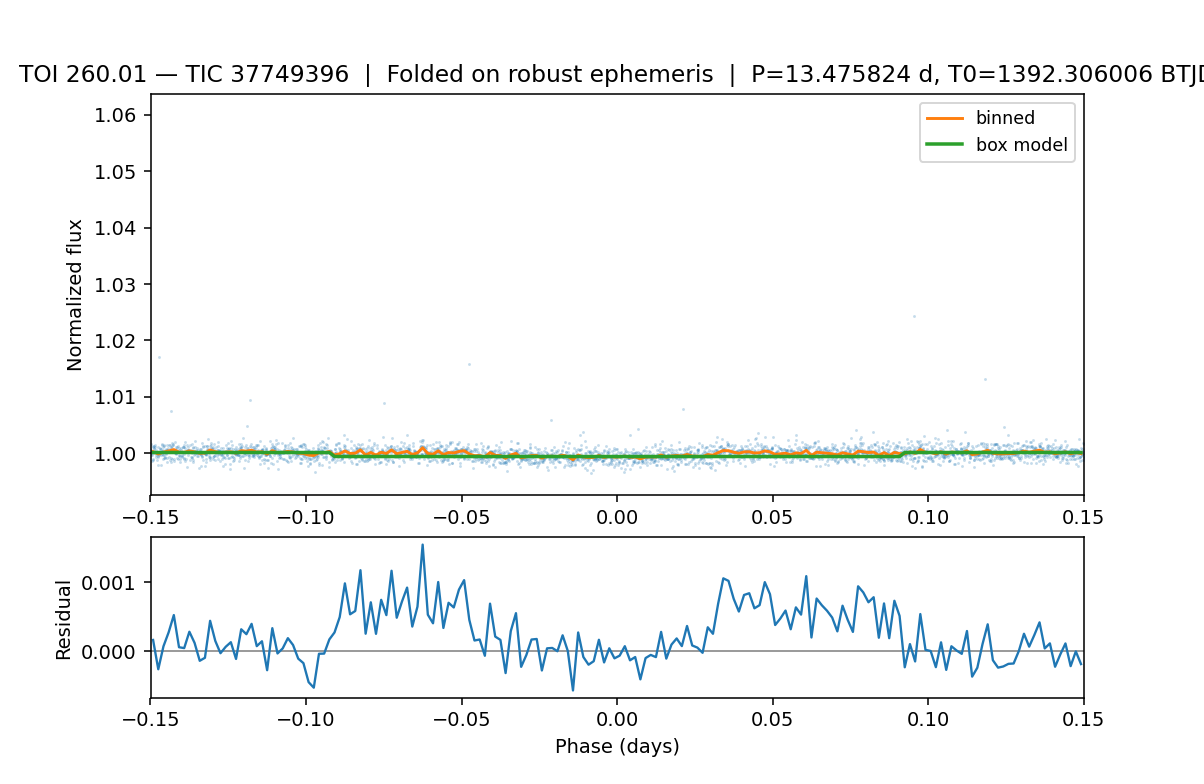 TOI 260.01 — TIC 37749396 | Folded on robust ephemeris | P=13.475824 d, T0=1392.306006 BTJD
binned
box model
Normalized flux
1.06
1.05
1.04
1.03
1.02
1.01
1.00
−0.15 −0.10 −0.05 0.00 0.05 0.10 0.15
Residual
0.001
0.000
−0.15 −0.10 −0.05 0.00 0.05 0.10 0.15
Phase (days)